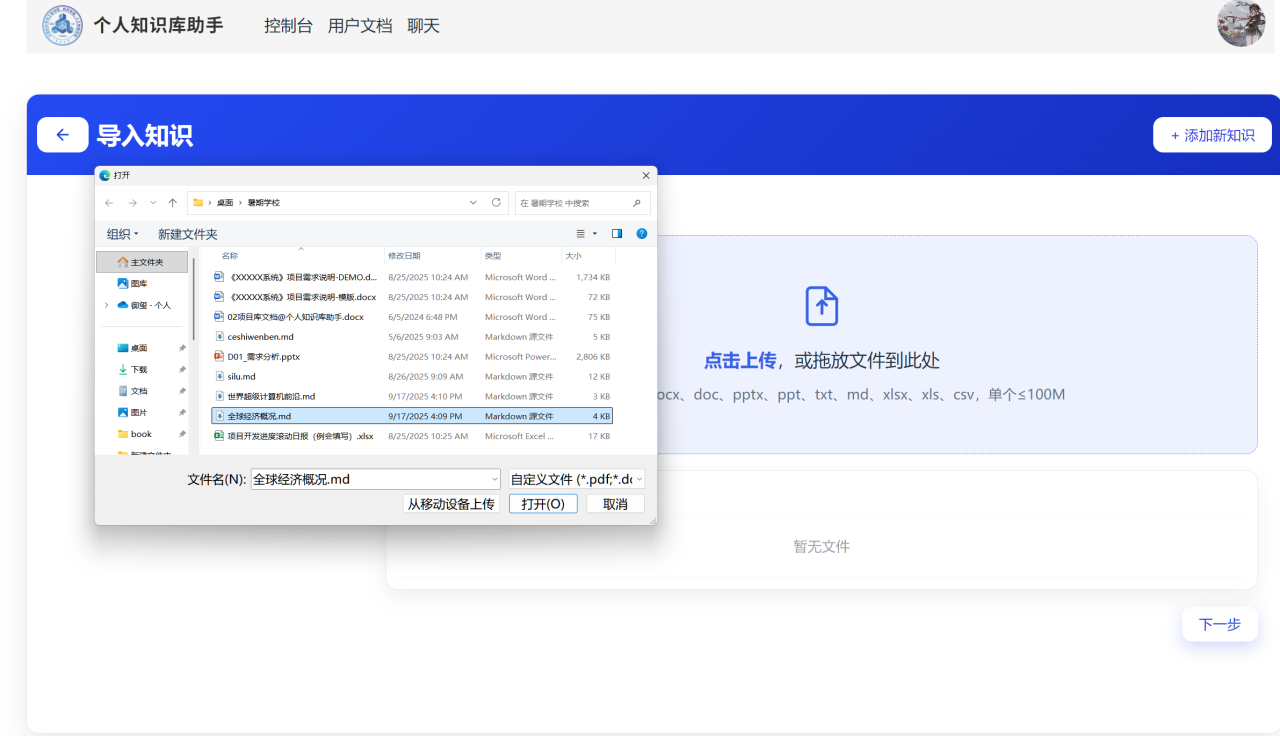 个人知识库助手 控制台 用户文档 聊天
导入知识
+ 添加新知识
打开
桌面 › 暑期学校
在 暑期学校 中搜索
组织 新建文件夹
主文件夹
图库
御玺 - 个人
桌面
下载
文档
图片
book
名称 修改日期 类型 大小
《XXXXX系统》项目需求说明-DEMO.d... 8/25/2025 10:24 AM Microsoft Word ... 1,734 KB
《XXXXX系统》项目需求说明-模版.docx 8/25/2025 10:24 AM Microsoft Word ... 72 KB
02项目库文档@个人知识库助手.docx 6/5/2024 6:48 PM Microsoft Word ... 75 KB
ceshiwenben.md 5/6/2025 9:03 AM Markdown 源文件 5 KB
D01_需求分析.pptx 8/25/2025 10:24 AM Microsoft Power... 2,806 KB
silu.md 8/26/2025 9:09 AM Markdown 源文件 12 KB
世界超级计算机前沿.md 9/17/2025 4:10 PM Markdown 源文件 3 KB
全球经济概况.md 9/17/2025 4:09 PM Markdown 源文件 4 KB
项目开发进度滚动日报（例会填写）.xlsx 8/25/2025 10:25 AM Microsoft Excel ... 17 KB
文件名(N): 全球经济概况.md 自定义文件 (*.pdf;*.dc
从移动设备上传 打开(O) 取消
点击上传，或拖放文件到此处
ocx、doc、pptx、ppt、txt、md、xlsx、xls、csv，单个≤100M
暂无文件
下一步